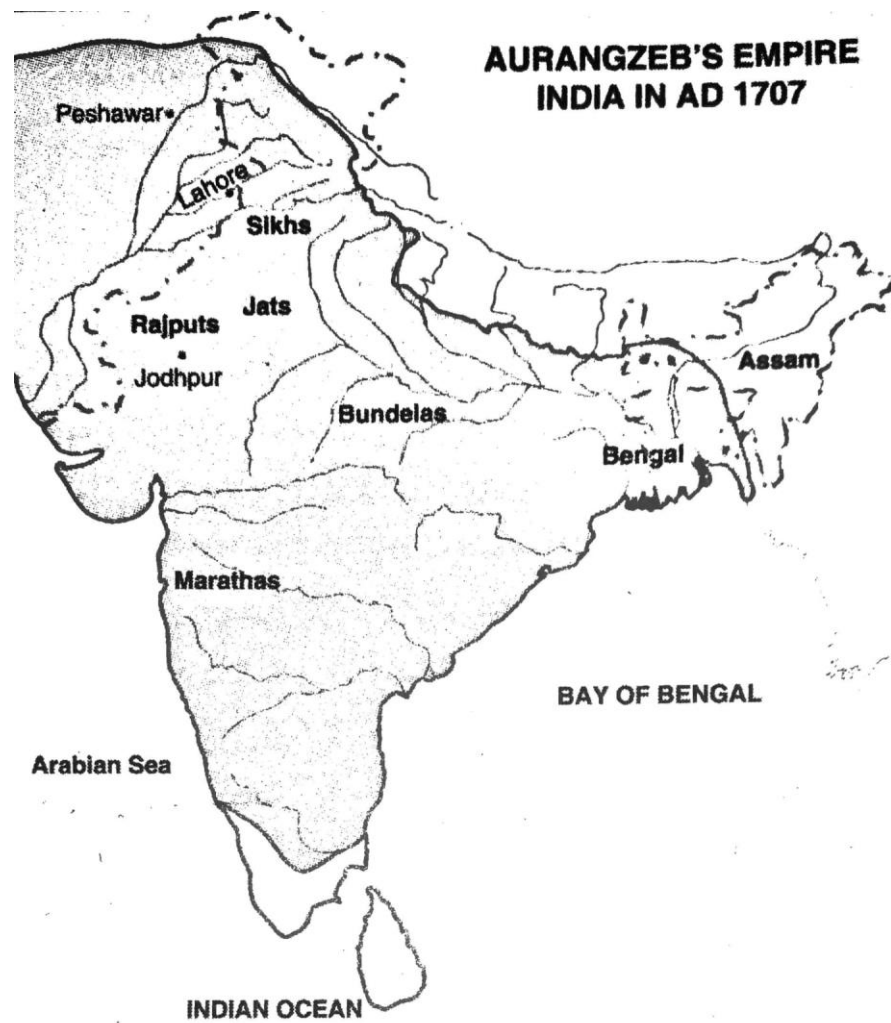 AURANGZEB'S EMPIRE
INDIA IN AD 1707
Peshawar
Lahore
Sikhs
Jats
Rajputs
Jodhpur
Assam
Bundelas
Bengal
Marathas
BAY OF BENGAL
Arabian Sea
INDIAN OCEAN